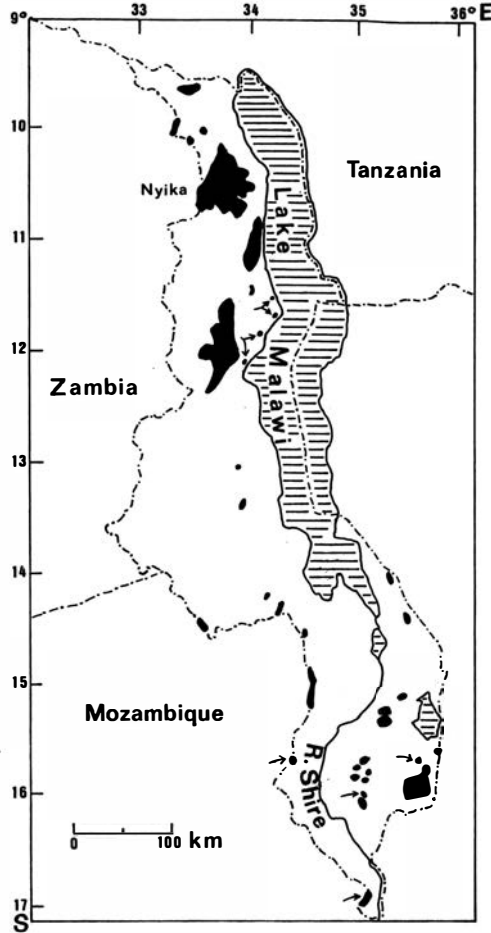 9°
33
34
35
36° E
10
Tanzania
Nyika
Lake
11
12
Malawi.
Zambia
13
14
15
Mozambique
R. Shire
16
0 100 km
17
S